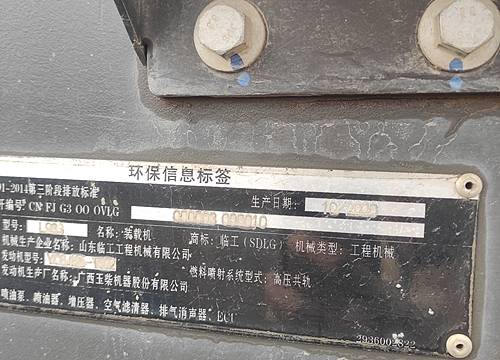 环保信息标签
01-2014第三阶段排放标准
生产日期:
开编号 CN FJ G3 00 0VLG
型号: L953 名称: 装载机 商标: 临工(SDLG) 机械类型: 工程机械
机械生产企业名称: 山东临工工程机械有限公司
发动机型号: 燃料喷射系统型式: 高压共轨
发动机生产厂名称: 广西玉柴机器股份有限公司
喷油泵、喷油器、增压器、空气滤清器、排气消声器、ECU
2936002822